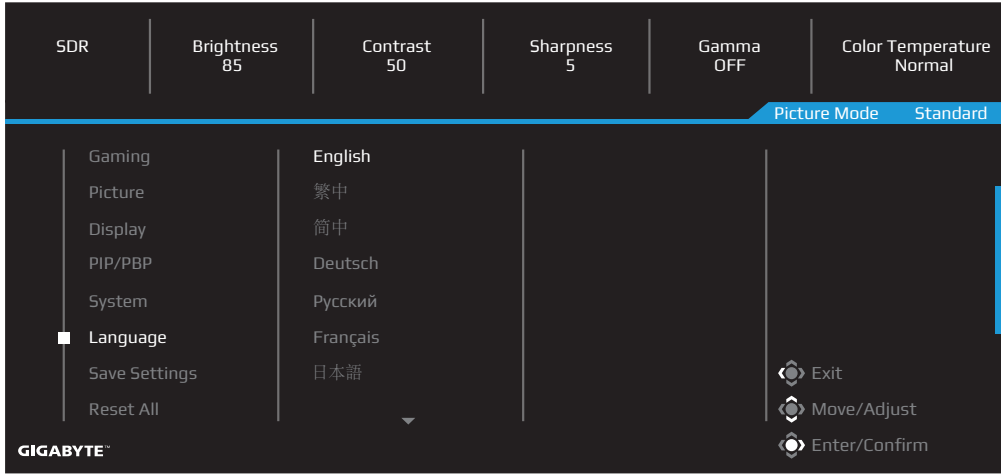 SDR
Brightness
85
Contrast
50
Sharpness
5
Gamma
OFF
Color Temperature
Normal
Picture Mode Standard
Gaming
Picture
Display
PIP/PBP
System
Language
Save Settings
Reset All
English
繁中
简中
Deutsch
Русский
Français
日本語
Exit
Move/Adjust
Enter/Confirm
GIGABYTE™